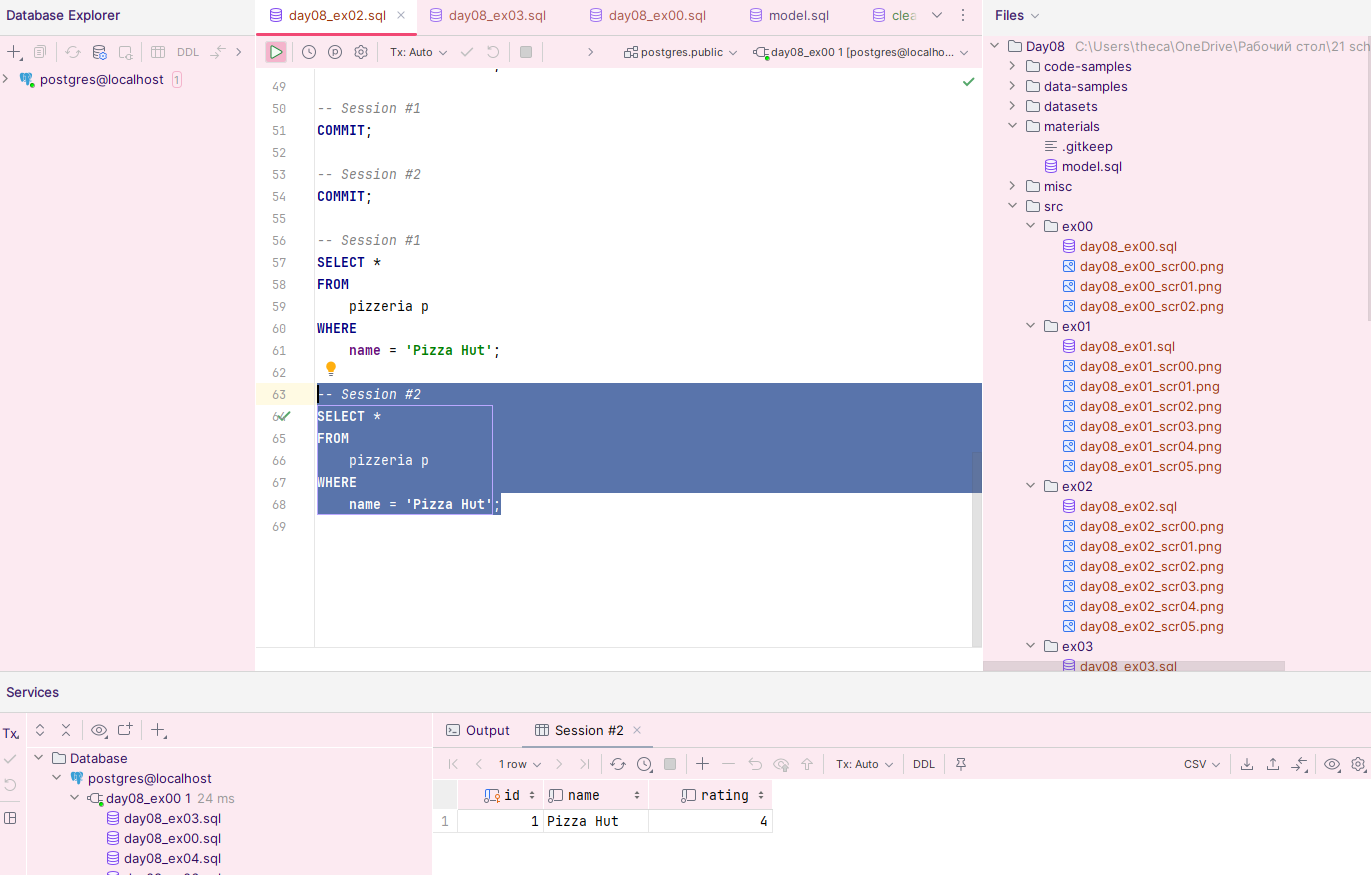 Database Explorer
DDL
postgres@localhost 1
day08_ex02.sql
day08_ex03.sql
day08_ex00.sql
model.sql
clea
Tx: Auto
postgres.public
day08_ex00 1 [postgres@localho...
49
50 -- Session #1
51 COMMIT;
52
53 -- Session #2
54 COMMIT;
55
56 -- Session #1
57 SELECT *
58 FROM
59 pizzeria p
60 WHERE
61 name = 'Pizza Hut';
62
63 -- Session #2
64 SELECT *
65 FROM
66 pizzeria p
67 WHERE
68 name = 'Pizza Hut';
69
Files
Day08 C:\Users\theca\OneDrive\Рабочий стол\21 sch
code-samples
data-samples
datasets
materials
.gitkeep
model.sql
misc
src
ex00
day08_ex00.sql
day08_ex00_scr00.png
day08_ex00_scr01.png
day08_ex00_scr02.png
ex01
day08_ex01.sql
day08_ex01_scr00.png
day08_ex01_scr01.png
day08_ex01_scr02.png
day08_ex01_scr03.png
day08_ex01_scr04.png
day08_ex01_scr05.png
ex02
day08_ex02.sql
day08_ex02_scr00.png
day08_ex02_scr01.png
day08_ex02_scr02.png
day08_ex02_scr03.png
day08_ex02_scr04.png
day08_ex02_scr05.png
ex03
day08_ex03.sql
Services
Tx
Database
postgres@localhost
day08_ex00 1 24 ms
day08_ex03.sql
day08_ex00.sql
day08_ex04.sql
Output
Session #2
1 row
Tx: Auto
DDL
CSV
id name rating
1 1 Pizza Hut 4